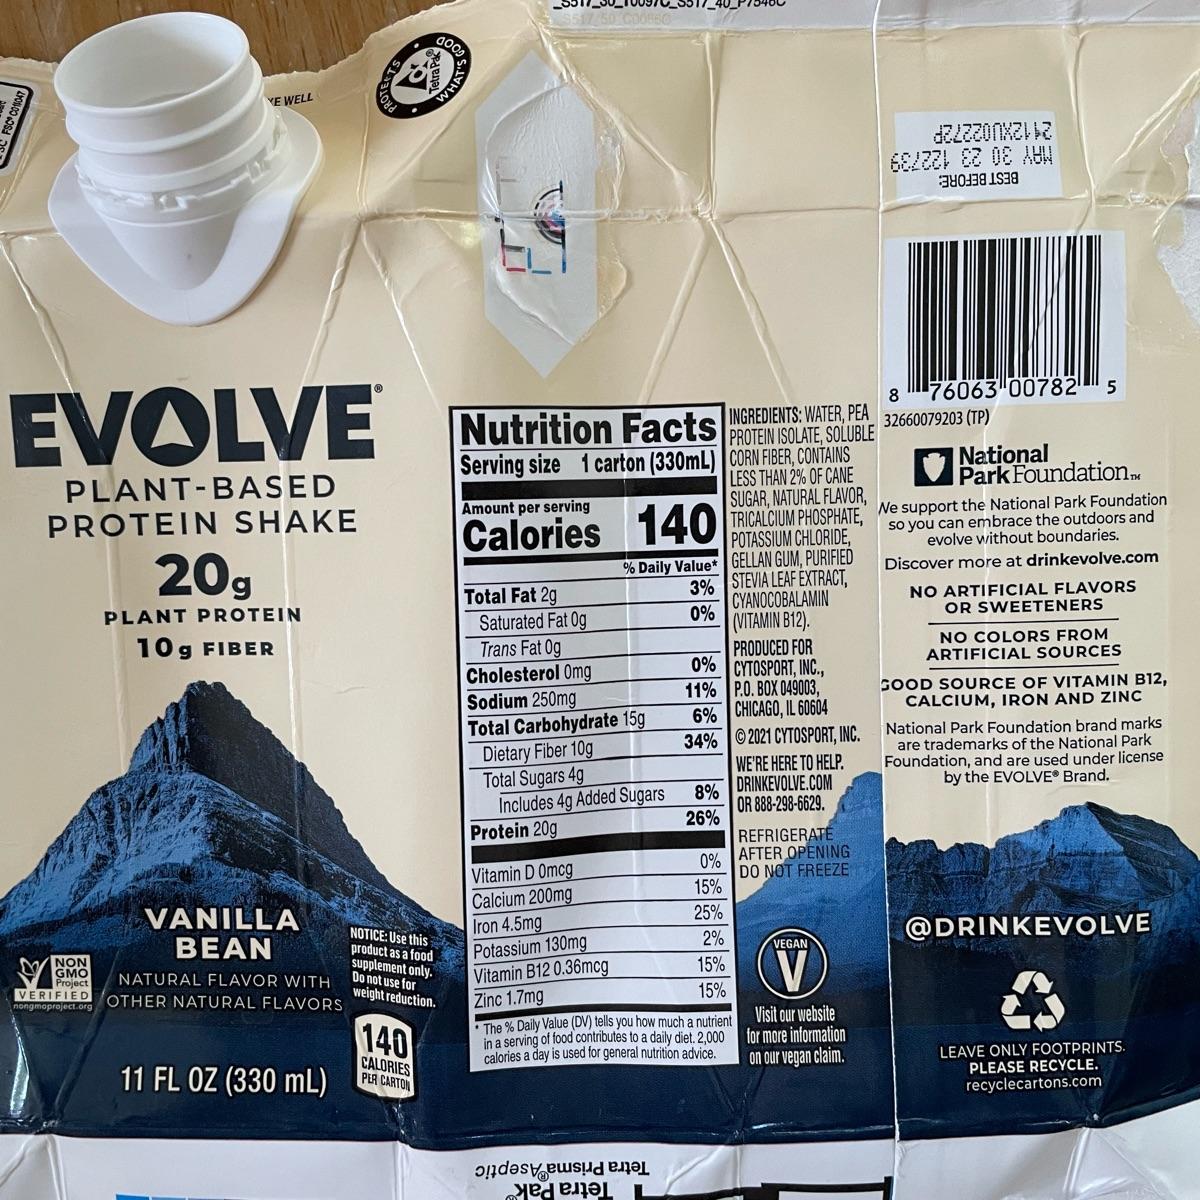 _S517_30_T0097C_S517_40_P7546C
_S517_50_C0086C
FSC® C018047
KE WELL
PROTECTS
Tetra Pak®
WHAT'S GOOD
EVOLVE®
PLANT-BASED
PROTEIN SHAKE
20g
PLANT PROTEIN
10g FIBER
VANILLA
BEAN
NATURAL FLAVOR WITH
OTHER NATURAL FLAVORS
NON
GMO
Project
VERIFIED
nongmoproject.org
11 FL OZ (330 mL)
NOTICE: Use this
product as a food
supplement only.
Do not use for
weight reduction.
140
CALORIES
PER CARTON
Nutrition Facts
Serving size 1 carton (330mL)
Amount per serving
Calories 140
% Daily Value*
Total Fat 2g 3%
Saturated Fat 0g 0%
Trans Fat 0g
Cholesterol 0mg 0%
Sodium 250mg 11%
Total Carbohydrate 15g 6%
Dietary Fiber 10g 34%
Total Sugars 4g
Includes 4g Added Sugars 8%
Protein 20g 26%
Vitamin D 0mcg 0%
Calcium 200mg 15%
Iron 4.5mg 25%
Potassium 130mg 2%
Vitamin B12 0.36mcg 15%
Zinc 1.7mg 15%
* The % Daily Value (DV) tells you how much a nutrient
in a serving of food contributes to a daily diet. 2,000
calories a day is used for general nutrition advice.
INGREDIENTS: WATER, PEA
PROTEIN ISOLATE, SOLUBLE
CORN FIBER, CONTAINS
LESS THAN 2% OF CANE
SUGAR, NATURAL FLAVOR,
TRICALCIUM PHOSPHATE,
POTASSIUM CHLORIDE,
GELLAN GUM, PURIFIED
STEVIA LEAF EXTRACT,
CYANOCOBALAMIN
(VITAMIN B12).
PRODUCED FOR
CYTOSPORT, INC.,
P.O. BOX 049003,
CHICAGO, IL 60604
© 2021 CYTOSPORT, INC.
WE'RE HERE TO HELP.
DRINKEVOLVE.COM
OR 888-298-6629.
REFRIGERATE
AFTER OPENING
DO NOT FREEZE
VEGAN
V
Visit our website
for more information
on our vegan claim.
BEST BEFORE:
MAY 30 23 122739
2112XU02272P
8 76063 00782 5
32660079203 (TP)
National
Park Foundation™
We support the National Park Foundation
so you can embrace the outdoors and
evolve without boundaries.
Discover more at drinkevolve.com
NO ARTIFICIAL FLAVORS
OR SWEETENERS
NO COLORS FROM
ARTIFICIAL SOURCES
GOOD SOURCE OF VITAMIN B12,
CALCIUM, IRON AND ZINC
National Park Foundation brand marks
are trademarks of the National Park
Foundation, and are used under license
by the EVOLVE® Brand.
@DRINKEVOLVE
LEAVE ONLY FOOTPRINTS.
PLEASE RECYCLE.
recyclecartons.com
Tetra Pak®
Tetra Prisma® Aseptic